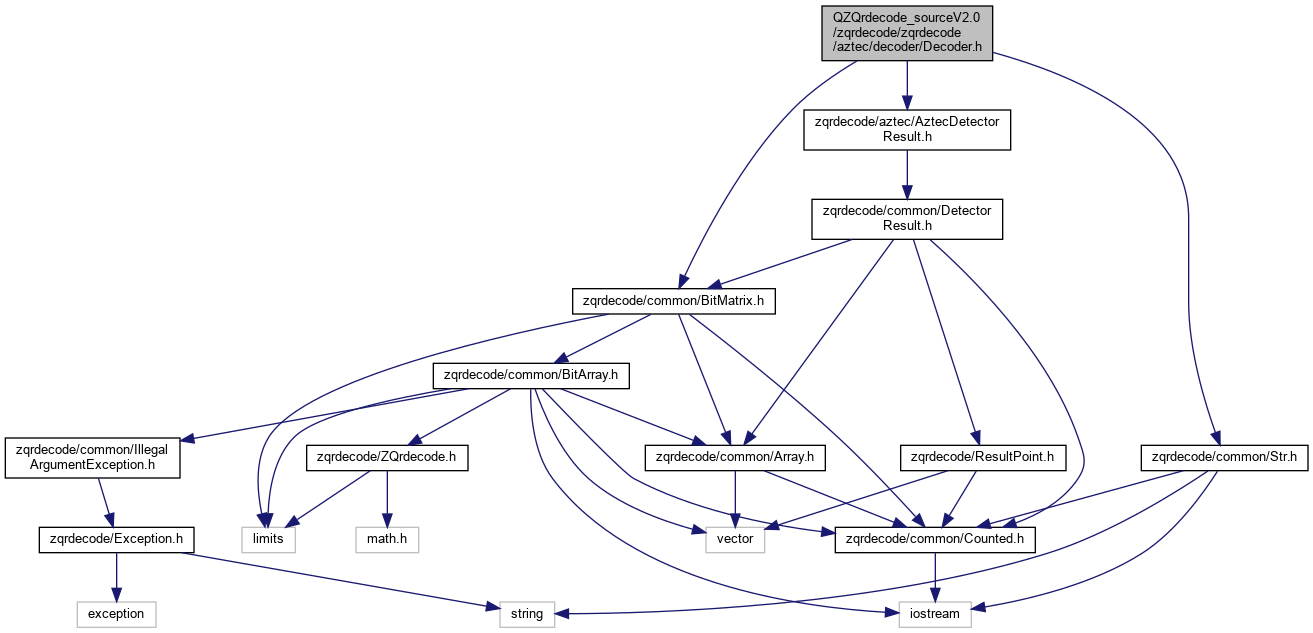 QZQrdecode_sourceV2.0
/zqrdecode/zqrdecode
/aztec/decoder/Decoder.h
zqrdecode/aztec/AztecDetector
Result.h
zqrdecode/common/Detector
Result.h
zqrdecode/common/BitMatrix.h
zqrdecode/common/BitArray.h
zqrdecode/common/Illegal
ArgumentException.h
zqrdecode/ZQrdecode.h
zqrdecode/common/Array.h
zqrdecode/ResultPoint.h
zqrdecode/common/Str.h
zqrdecode/Exception.h
limits
math.h
vector
zqrdecode/common/Counted.h
exception
string
iostream